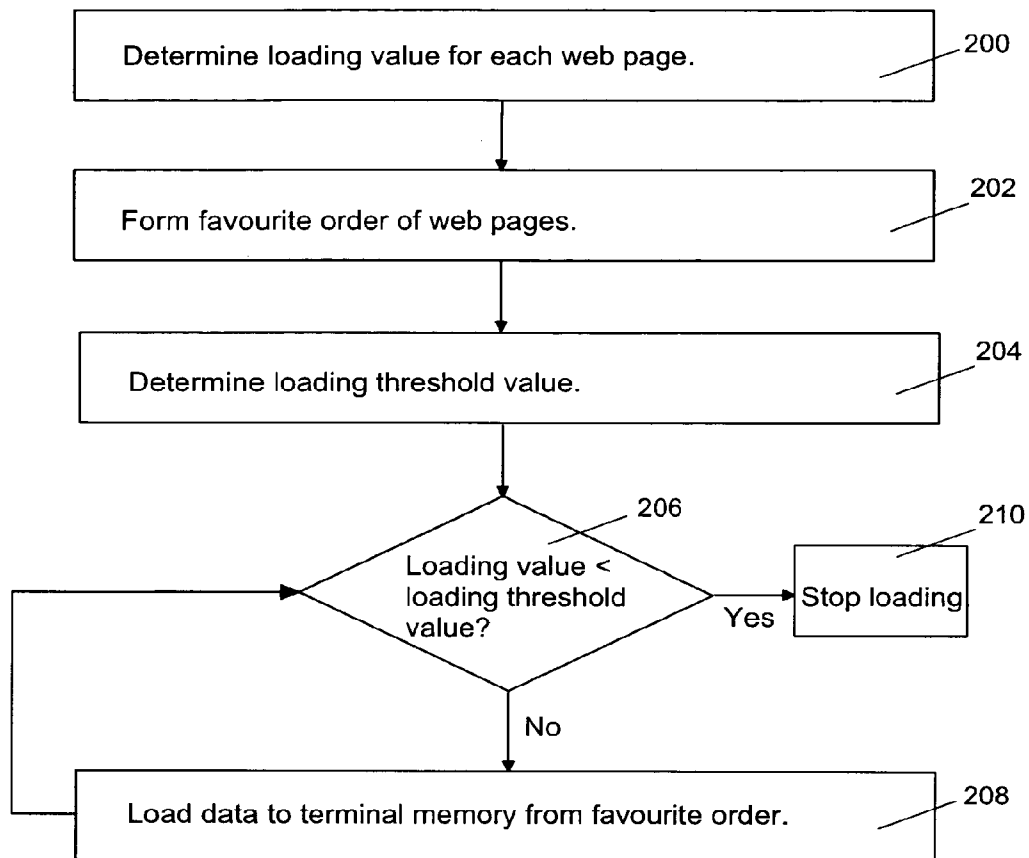 Determine loading value for each web page.
200
Form favourite order of web pages.
202
Determine loading threshold value.
204
206
Loading value <
loading threshold
value?
Yes
210
Stop loading
No
Load data to terminal memory from favourite order.
208